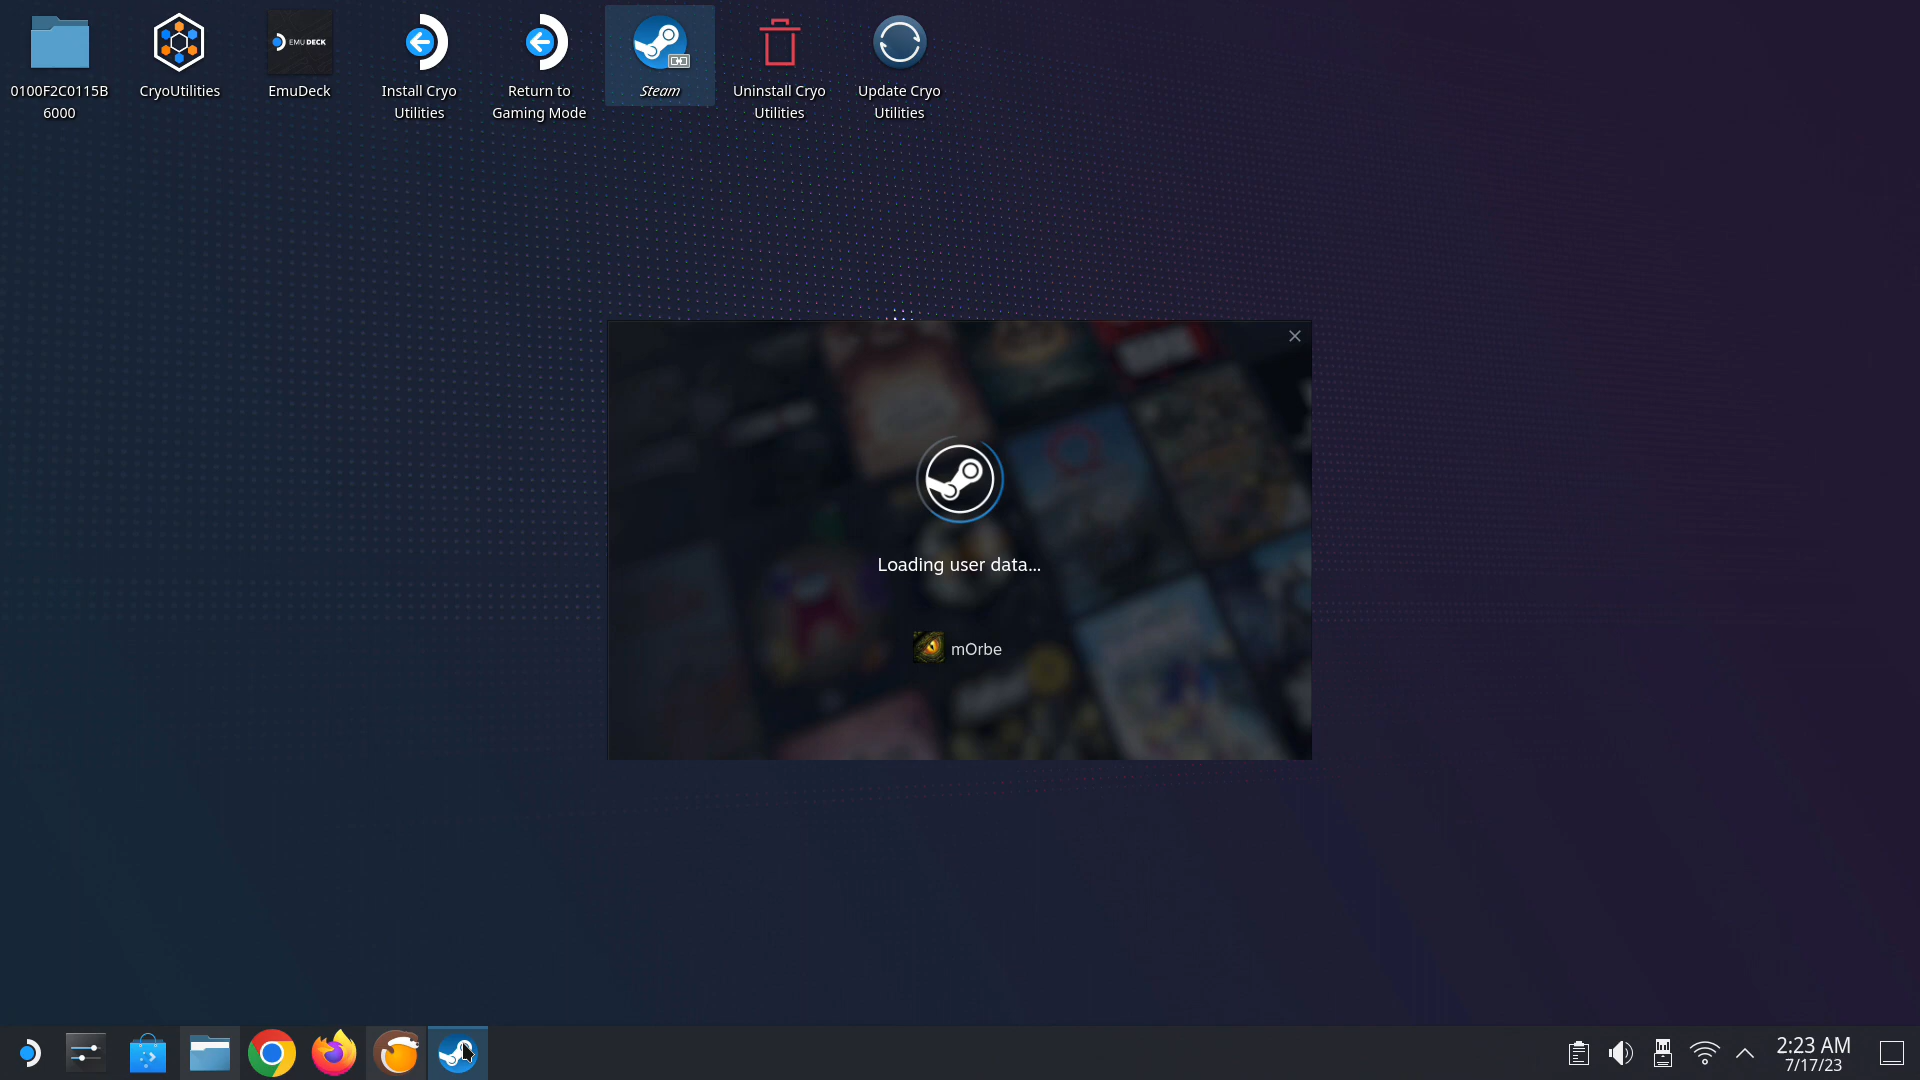 0100F2C0115B
6000
CryoUtilities
EMUDECK
EmuDeck
Install Cryo
Utilities
Return to
Gaming Mode
Steam
Uninstall Cryo
Utilities
Update Cryo
Utilities
Loading user data...
mOrbe
2:23 AM
7/17/23